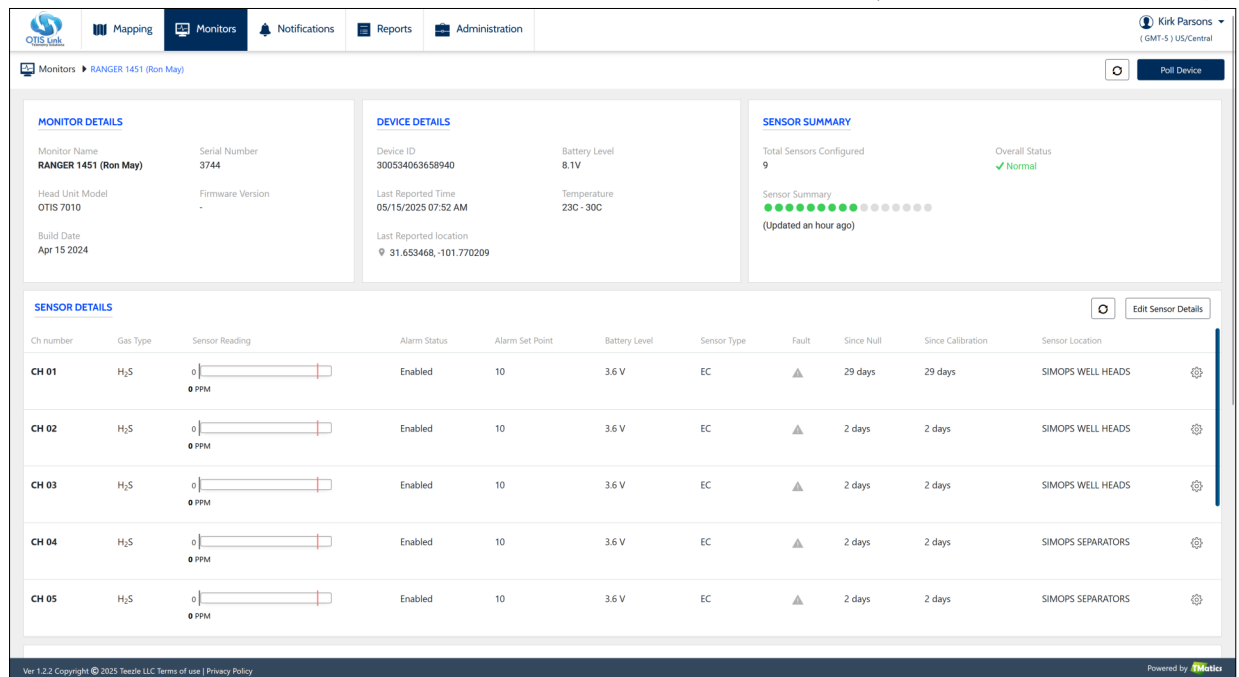 OTIS Link
Telemetry Solutions
Mapping Monitors Notifications Reports Administration
Kirk Parsons
( GMT-5 ) US/Central
Monitors RANGER 1451 (Ron May)
Poll Device
MONITOR DETAILS
Monitor Name Serial Number
RANGER 1451 (Ron May) 3744
Head Unit Model Firmware Version
OTIS 7010 -
Build Date
Apr 15 2024
DEVICE DETAILS
Device ID Battery Level
300534063658940 8.1V
Last Reported Time Temperature
05/15/2025 07:52 AM 23C - 30C
Last Reported location
31.653468, -101.770209
SENSOR SUMMARY
Total Sensors Configured Overall Status
9 Normal
Sensor Summary
(Updated an hour ago)
SENSOR DETAILS
Edit Sensor Details
Ch number Gas Type Sensor Reading Alarm Status Alarm Set Point Battery Level Sensor Type Fault Since Null Since Calibration Sensor Location
CH 01 H₂S 0 Enabled 10 3.6 V EC 29 days 29 days SIMOPS WELL HEADS
0 PPM
CH 02 H₂S 0 Enabled 10 3.6 V EC 2 days 2 days SIMOPS WELL HEADS
0 PPM
CH 03 H₂S 0 Enabled 10 3.6 V EC 2 days 2 days SIMOPS WELL HEADS
0 PPM
CH 04 H₂S 0 Enabled 10 3.6 V EC 2 days 2 days SIMOPS SEPARATORS
0 PPM
CH 05 H₂S 0 Enabled 10 3.6 V EC 2 days 2 days SIMOPS SEPARATORS
0 PPM
Ver 1.2.2 Copyright © 2025 Teezle LLC Terms of use | Privacy Policy
Powered by TMatics